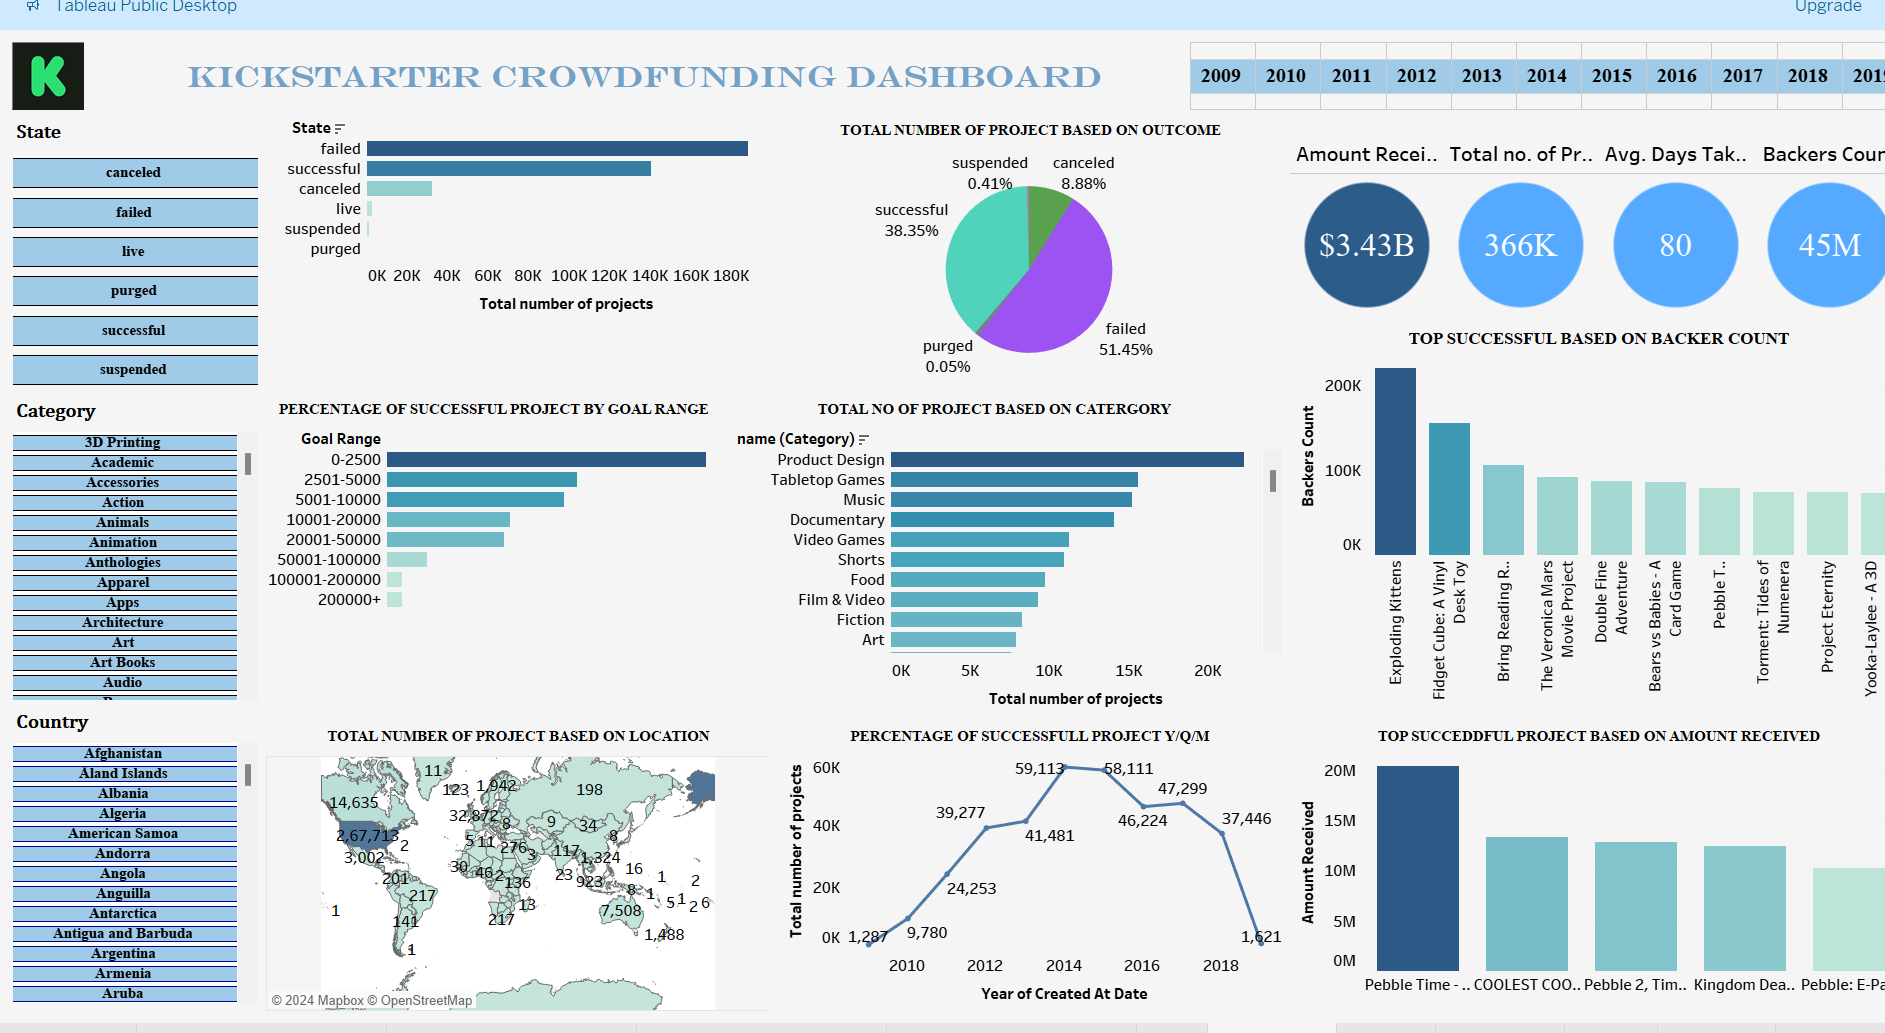 Tableau Public Desktop
Upgrade
K
KICKSTARTER CROWDFUNDING DASHBOARD
2009 2010 2011 2012 2013 2014 2015 2016 2017 2018 2019
State
canceled
failed
live
purged
successful
suspended
State
failed
successful
canceled
live
suspended
purged
0K 20K 40K 60K 80K 100K 120K 140K 160K 180K
Total number of projects
TOTAL NUMBER OF PROJECT BASED ON OUTCOME
suspended
0.41%
canceled
8.88%
successful
38.35%
failed
51.45%
purged
0.05%
Amount Recei.. Total no. of Pr.. Avg. Days Tak.. Backers Coun
$3.43B 366K 80 45M
TOP SUCCESSFUL BASED ON BACKER COUNT
Backers Count
200K
100K
0K
Exploding Kittens
Fidget Cube: A Vinyl
Desk Toy
Bring Reading R..
The Veronica Mars
Movie Project
Double Fine
Adventure
Bears vs Babies - A
Card Game
Pebble T..
Torment: Tides of
Numenera
Project Eternity
Yooka-Laylee - A 3D
Category
3D Printing
Academic
Accessories
Action
Animals
Animation
Anthologies
Apparel
Apps
Architecture
Art
Art Books
Audio
PERCENTAGE OF SUCCESSFUL PROJECT BY GOAL RANGE
Goal Range
0-2500
2501-5000
5001-10000
10001-20000
20001-50000
50001-100000
100001-200000
200000+
TOTAL NO OF PROJECT BASED ON CATERGORY
name (Category)
Product Design
Tabletop Games
Music
Documentary
Video Games
Shorts
Food
Film & Video
Fiction
Art
0K 5K 10K 15K 20K
Total number of projects
Country
Afghanistan
Åland Islands
Albania
Algeria
American Samoa
Andorra
Angola
Anguilla
Antarctica
Antigua and Barbuda
Argentina
Armenia
Aruba
TOTAL NUMBER OF PROJECT BASED ON LOCATION
11
123 1,942 198
14,635
32,872 8 9 34
2,67,713 2 5 11 276 3 117 1,324 8
3,002
201 30 46 2 136 23 923 16 1 2
217 8 1 5 1 2 6
1 141 217 13 7,508
1 1,488
© 2024 Mapbox © OpenStreetMap
PERCENTAGE OF SUCCESSFULL PROJECT Y/Q/M
Total number of projects
60K
40K
20K
0K
1,287
9,780
24,253
39,277
41,481
59,113
58,111
46,224
47,299
37,446
1,621
2010 2012 2014 2016 2018
Year of Created At Date
TOP SUCCEDDFUL PROJECT BASED ON AMOUNT RECEIVED
Amount Received
20M
15M
10M
5M
0M
Pebble Time - .. COOLEST COO.. Pebble 2, Tim.. Kingdom Dea.. Pebble: E-Pa